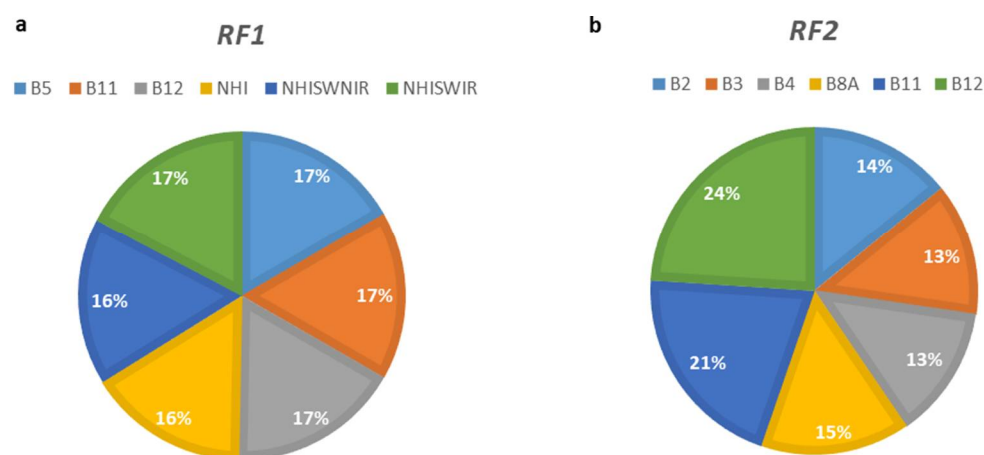 a
RF1
B5 B11 B12 NHI NHISWNIR NHISWIR
17%
17%
17%
16%
16%
17%
b
RF2
B2 B3 B4 B8A B11 B12
14%
13%
13%
15%
21%
24%